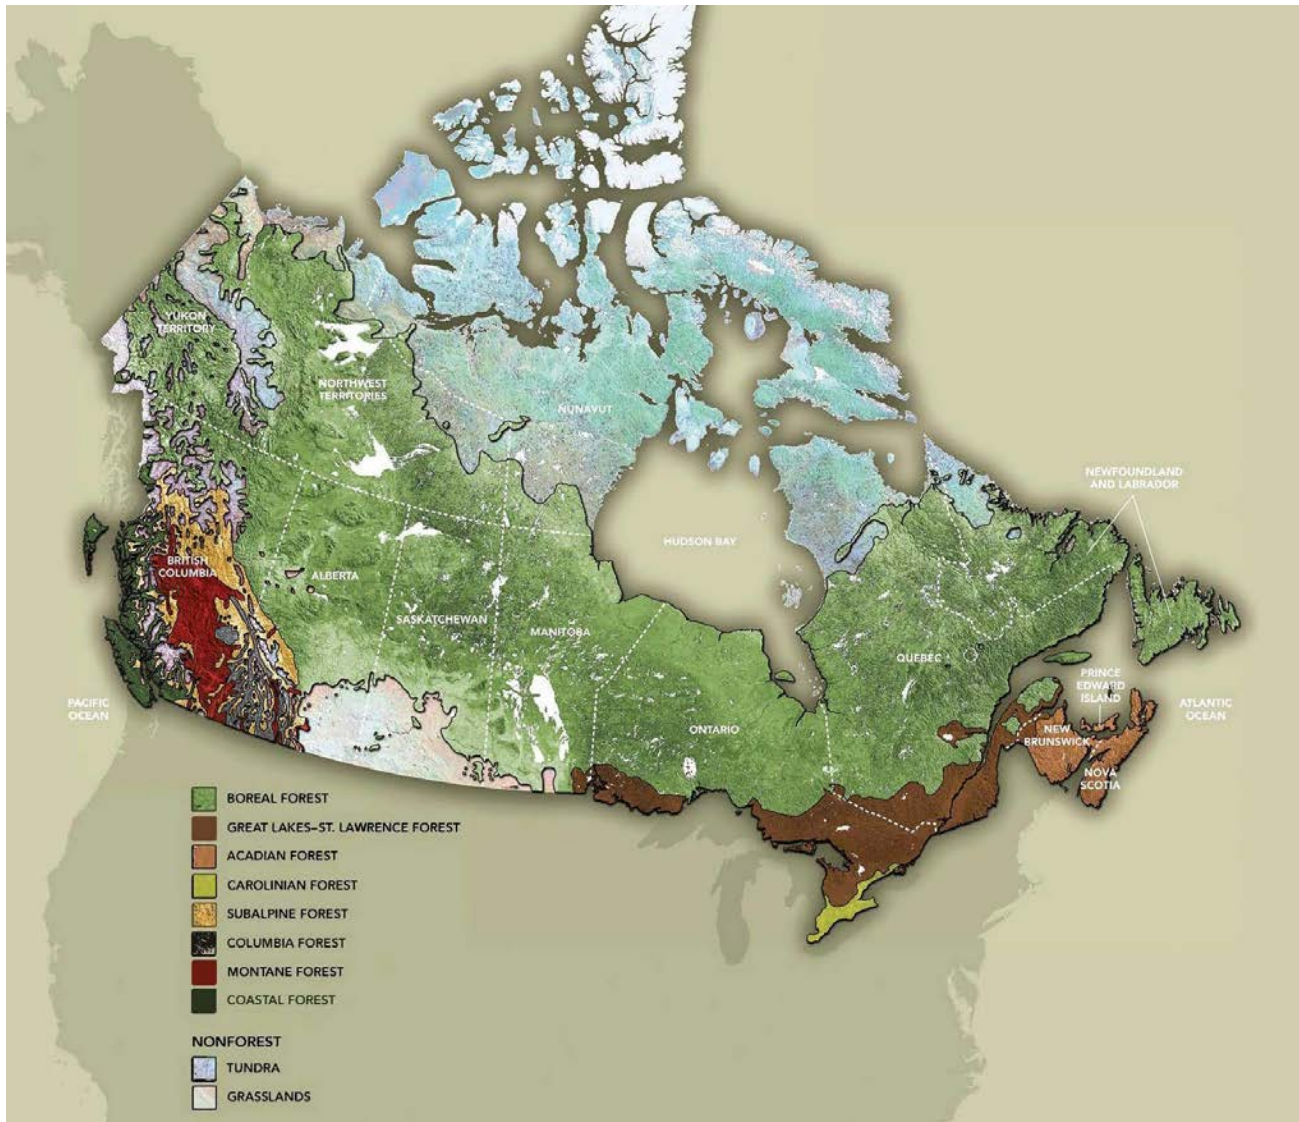 YUKON
TERRITORY
NORTHWEST
TERRITORIES
NUNAVUT
NEWFOUNDLAND
AND LABRADOR
HUDSON BAY
BRITISH
COLUMBIA
ALBERTA
SASKATCHEWAN
MANITOBA
QUEBEC
PRINCE
EDWARD
ISLAND
PACIFIC
OCEAN
ATLANTIC
OCEAN
ONTARIO
NEW
BRUNSWICK
NOVA
SCOTIA
BOREAL FOREST
GREAT LAKES–ST. LAWRENCE FOREST
ACADIAN FOREST
CAROLINIAN FOREST
SUBALPINE FOREST
COLUMBIA FOREST
MONTANE FOREST
COASTAL FOREST
NONFOREST
TUNDRA
GRASSLANDS